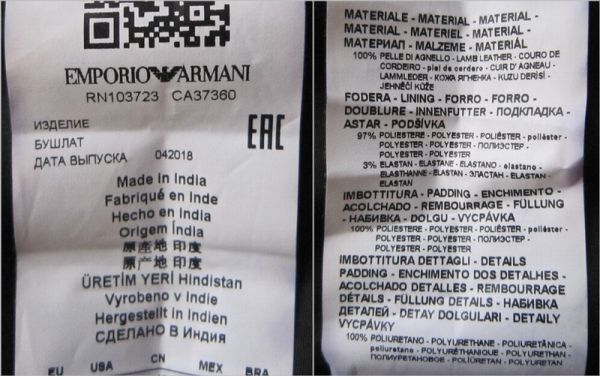 EMPORIO ARMANI
RN103723 CA37360
EAC
ИЗДЕЛИЕ
БУШЛАТ
ДАТА ВЫПУСКА 042018
Made in India
Fabriqué en Inde
Hecho en India
Origem Índia
原産地 印度
原产地 印度
ÜRETİM YERİ Hindistan
Vyrobeno v Indie
Hergestellt in Indien
СДЕЛАНО В Индия
EU USA CN MEX BRA
MATERIALE - MATERIAL - MATERIAL -
MATERIAL - MATERIEL - MATERIAL -
МАТЕРИАЛ - MALZEME - MATERIÁL
100% PELLE DI AGNELLO - LAMB LEATHER - COURO DE
CORDEIRO - piel de cordero - CUIR D'AGNEAU -
LAMMLEDER - КОЖА ЯГНЕНКА - KUZU DERİSİ -
JEHNĚČÍ KŮŽE
FODERA - LINING - FORRO - FORRO -
DOUBLURE - INNENFUTTER - ПОДКЛАДКА -
ASTAR - PODŠÍVKA
97% POLIESTERE - POLYESTER - POLIÉSTER - poliéster -
POLYESTER - POLYESTER - ПОЛИЭСТЕР -
POLYESTER - POLYESTER
3% ELASTAN - ELASTANE - ELASTANO - elastano -
ELASTHANNE - ELASTAN - ЭЛАСТАН - ELASTAN -
ELASTAN
IMBOTTITURA - PADDING - ENCHIMENTO -
ACOLCHADO - REMBOURRAGE - FÜLLUNG
- НАБИВКА - DOLGU - VYCPÁVKA
100% POLIESTERE - POLYESTER - POLIÉSTER - poliéster -
POLYESTER - POLYESTER - ПОЛИЭСТЕР -
POLYESTER - POLYESTER
IMBOTTITURA DETTAGLI - DETAILS
PADDING - ENCHIMENTO DOS DETALHES -
ACOLCHADO DETALLES - REMBOURRAGE
DÉTAILS - FÜLLUNG DETAILS - НАБИВКА
ДЕТАЛЕЙ - DETAY DOLGULARI - DETAILY
VYCPÁVKY
100% POLIURETANO - POLYURETHANE - POLIURETÂNICA -
poliuretano - POLYURÉTHANIQUE - POLYURETHAN -
ПОЛИУРЕТАНОВОЕ - POLİÜRETAN - POLYURETAN